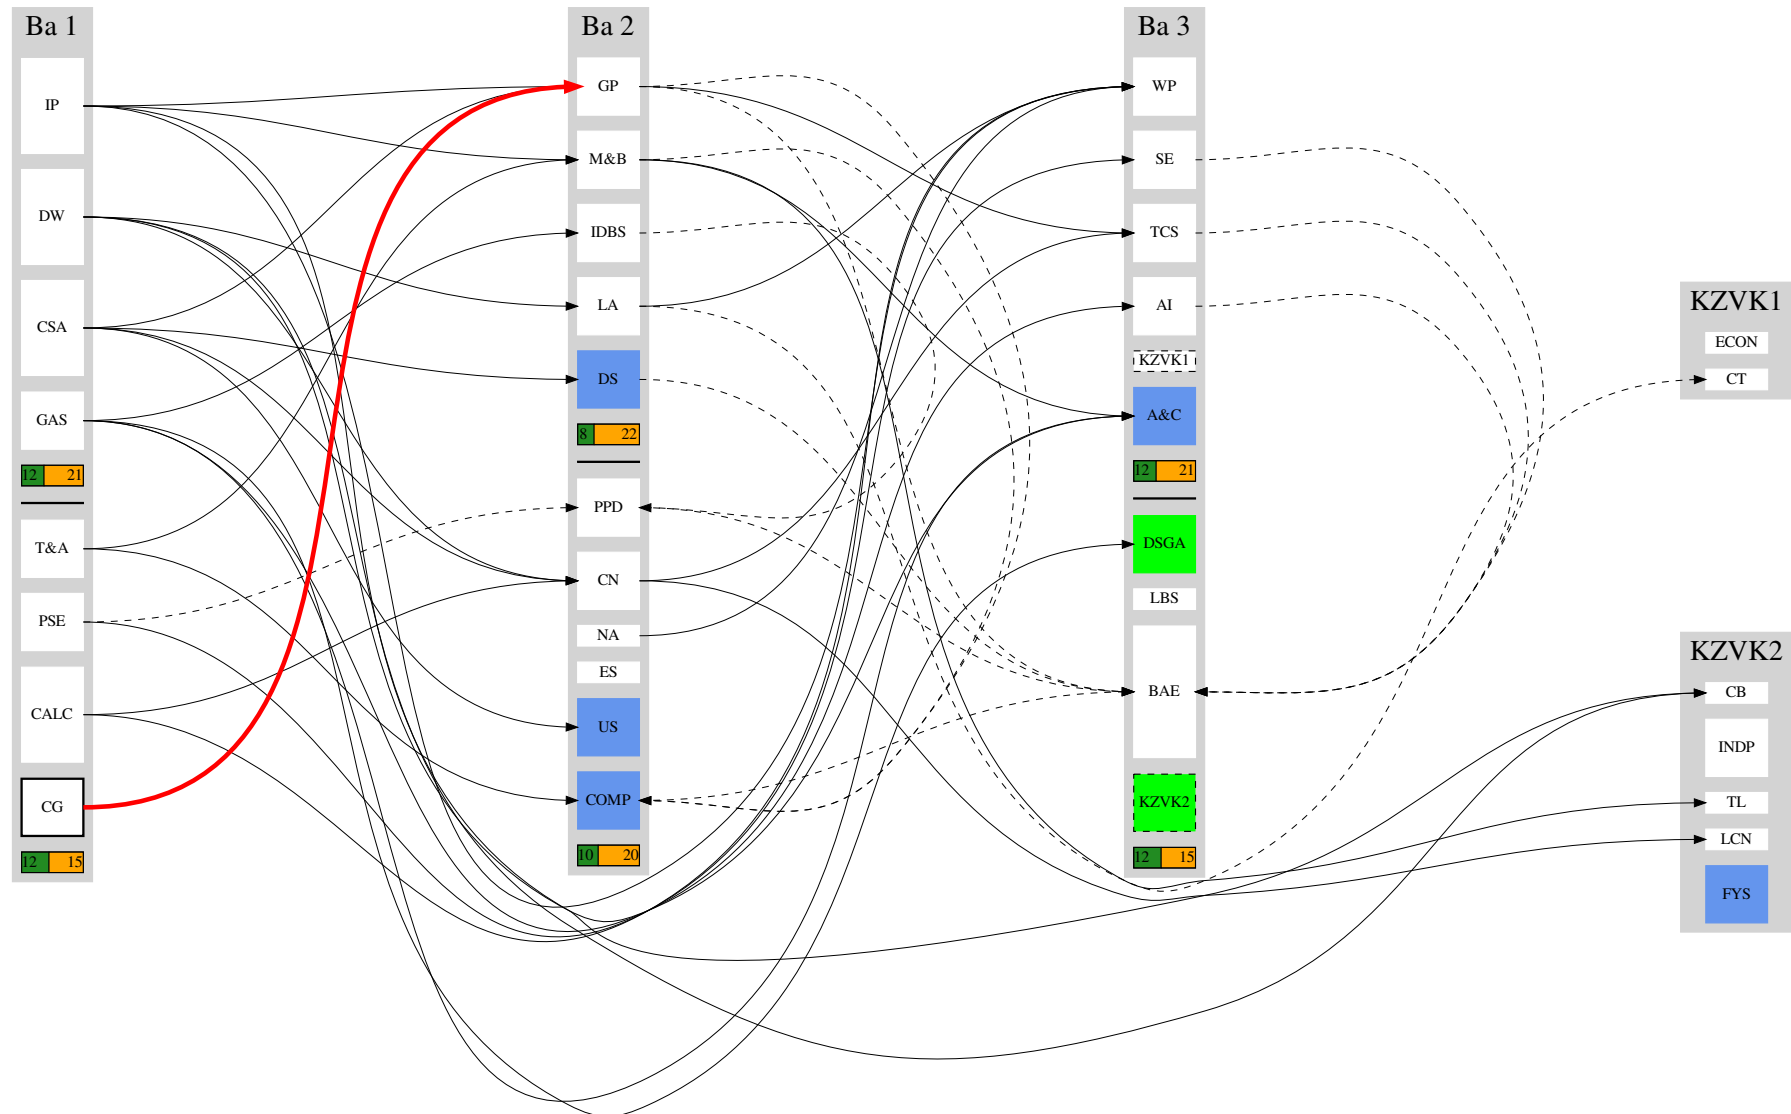 Ba 1
IP
DW
CSA
GAS
12 21
T&A
PSE
CALC
CG
12 15
Ba 2
GP
M&B
IDBS
LA
DS
8 22
PPD
CN
NA
ES
US
COMP
10 20
Ba 3
WP
SE
TCS
AI
KZVK1
A&C
12 21
DSGA
LBS
BAE
KZVK2
12 15
KZVK1
ECON
CT
KZVK2
CB
INDP
TL
LCN
FYS